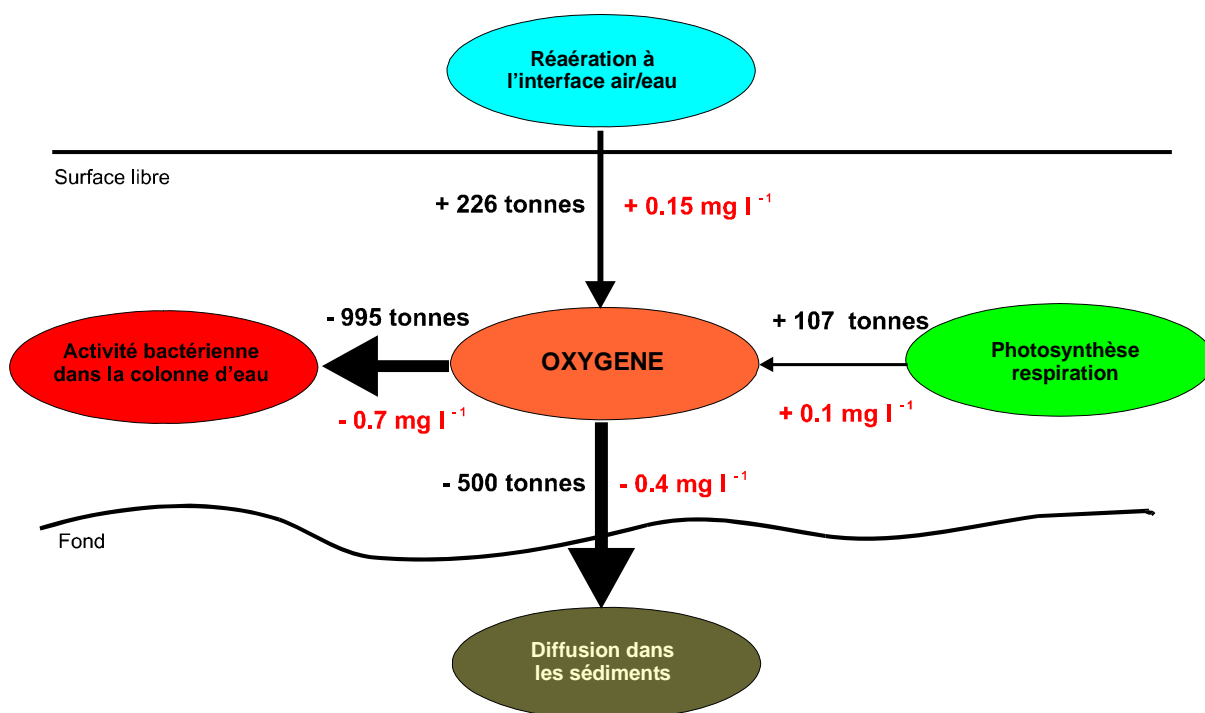 Réaération à
l'interface air/eau
Surface libre
+ 226 tonnes
+ 0.15 mg l -1
- 995 tonnes
+ 107 tonnes
Activité bactérienne
dans la colonne d'eau
OXYGENE
Photosynthèse
respiration
- 0.7 mg l -1
+ 0.1 mg l -1
- 500 tonnes
- 0.4 mg l -1
Fond
Diffusion dans
les sédiments